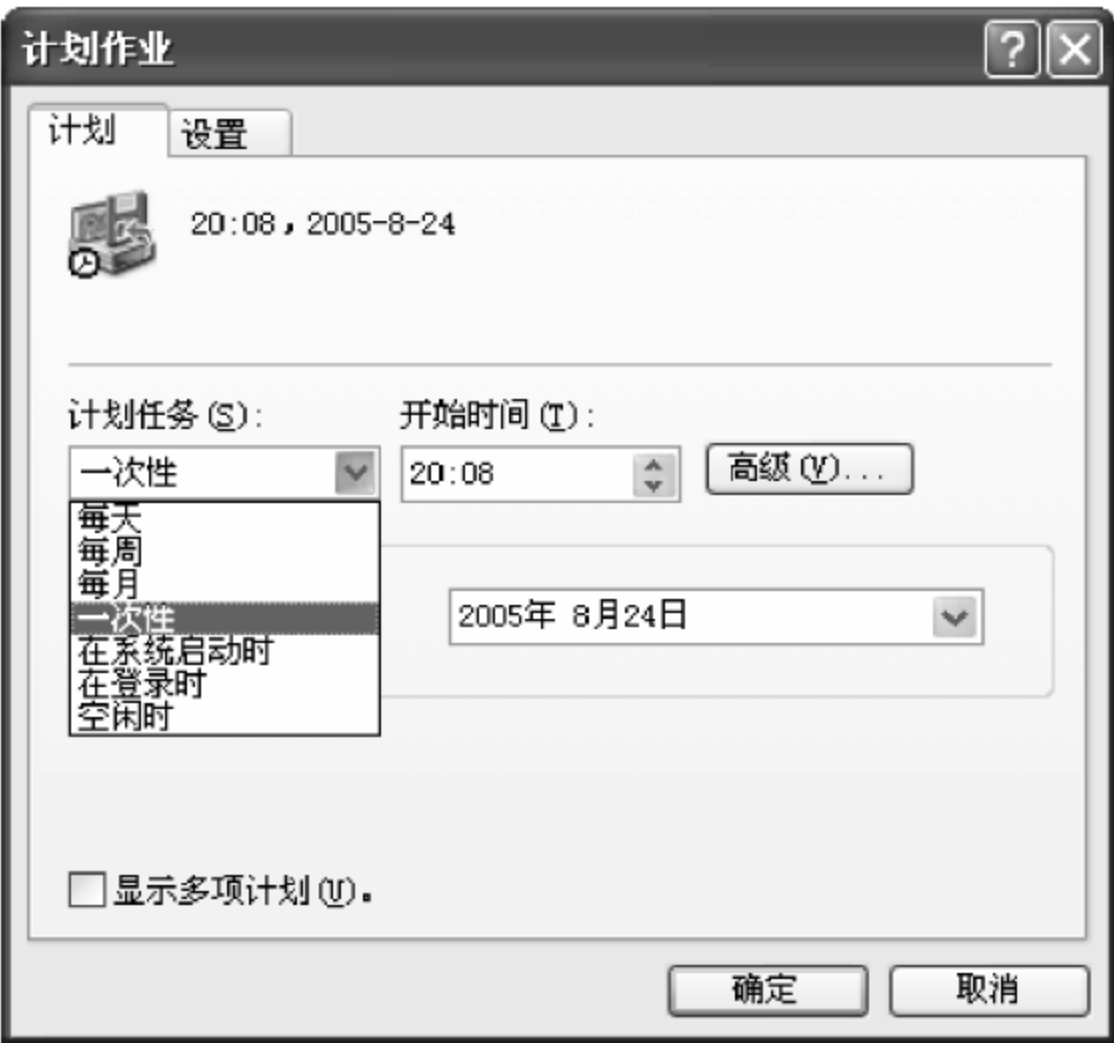 计划作业
计划 设置
20:08，2005-8-24
计划任务(S): 开始时间(T):
一次性 20:08 高级(V)...
每天
每周
每月
一次性
在系统启动时
在登录时
空闲时
2005年 8月24日
显示多项计划(U)。
确定 取消